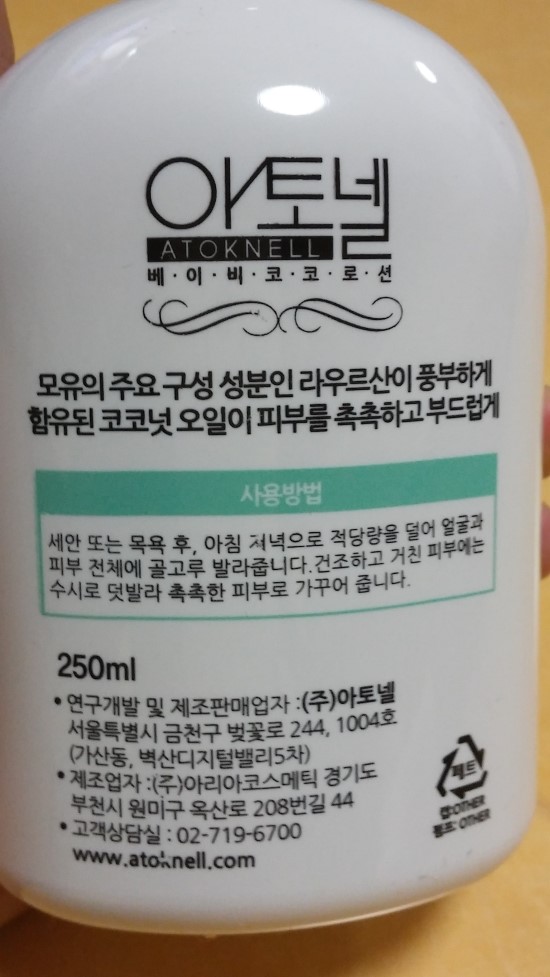 아토넬
ATOKNELL
베·이·비·코·코·로·션
모유의 주요 구성 성분인 라우르산이 풍부하게
함유된 코코넛 오일이 피부를 촉촉하고 부드럽게
사용방법
세안 또는 목욕 후, 아침 저녁으로 적당량을 덜어 얼굴과
피부 전체에 골고루 발라줍니다.건조하고 거친 피부에는
수시로 덧발라 촉촉한 피부로 가꾸어 줍니다.
250ml
• 연구개발 및 제조판매업자 :(주)아토넬
서울특별시 금천구 벚꽃로 244, 1004호
(가산동, 벽산디지털밸리5차)
• 제조업자 :(주)아리아코스메틱 경기도
부천시 원미구 옥산로 208번길 44
• 고객상담실 : 02-719-6700
www.atoknell.com
페트
캡:OTHER
펌프: OTHER